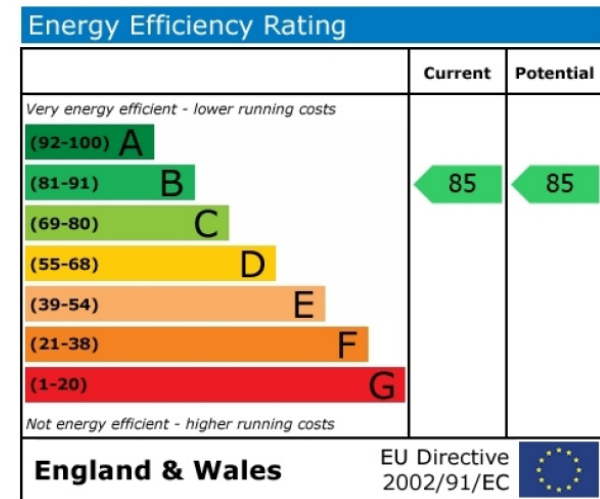 Energy Efficiency Rating
Current Potential
Very energy efficient - lower running costs
(92-100) A
(81-91) B 85 85
(69-80) C
(55-68) D
(39-54) E
(21-38) F
(1-20) G
Not energy efficient - higher running costs
England & Wales
EU Directive
2002/91/EC